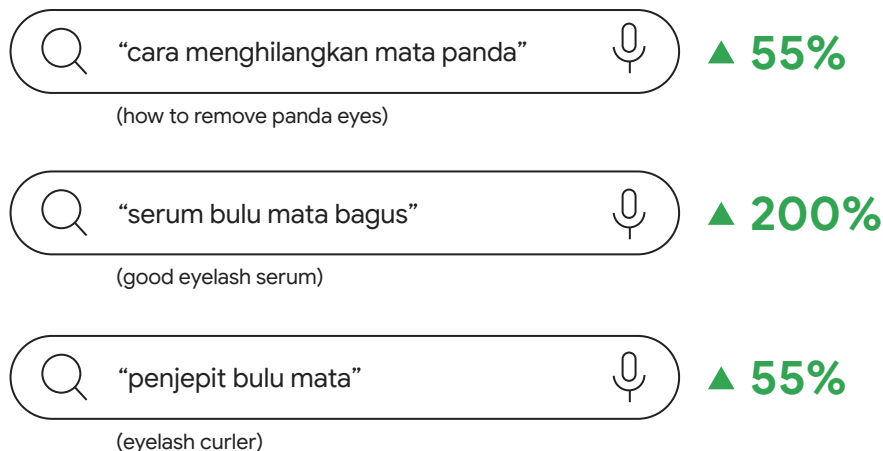 “cara menghilangkan mata panda”
▲ 55%
(how to remove panda eyes)
“serum bulu mata bagus”
▲ 200%
(good eyelash serum)
“penjepit bulu mata”
▲ 55%
(eyelash curler)